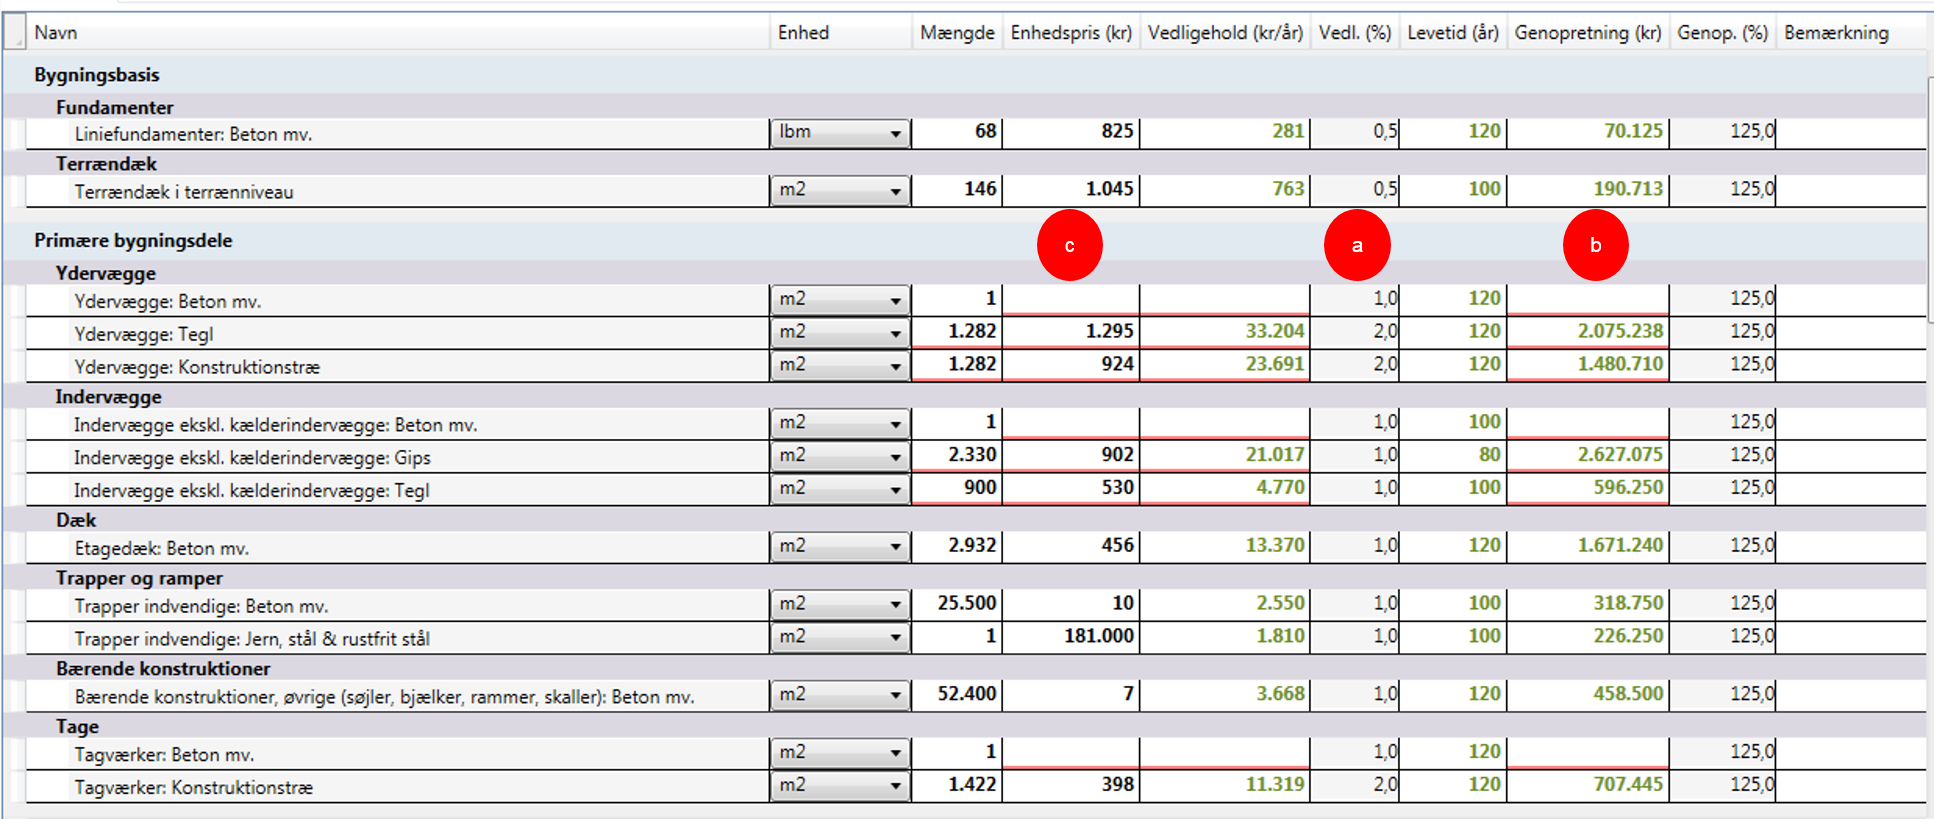 Navn Enhed Mængde Enhedspris (kr) Vedligehold (kr/år) Vedl. (%) Levetid (år) Genopretning (kr) Genop. (%) Bemærkning
Bygningsbasis
Fundamenter
Liniefundamenter: Beton mv. lbm 68 825 281 0,5 120 70.125 125,0
Terrændæk
Terrændæk i terrænniveau m2 146 1.045 763 0,5 100 190.713 125,0
Primære bygningsdele c a b
Ydervægge
Ydervægge: Beton mv. m2 1 1,0 120 125,0
Ydervægge: Tegl m2 1.282 1.295 33.204 2,0 120 2.075.238 125,0
Ydervægge: Konstruktionstræ m2 1.282 924 23.691 2,0 120 1.480.710 125,0
Indervægge
Indervægge ekskl. kælderindervægge: Beton mv. m2 1 1,0 100 125,0
Indervægge ekskl. kælderindervægge: Gips m2 2.330 902 21.017 1,0 80 2.627.075 125,0
Indervægge ekskl. kælderindervægge: Tegl m2 900 530 4.770 1,0 100 596.250 125,0
Dæk
Etagedæk: Beton mv. m2 2.932 456 13.370 1,0 120 1.671.240 125,0
Trapper og ramper
Trapper indvendige: Beton mv. m2 25.500 10 2.550 1,0 100 318.750 125,0
Trapper indvendige: Jern, stål & rustfrit stål m2 1 181.000 1.810 1,0 100 226.250 125,0
Bærende konstruktioner
Bærende konstruktioner, øvrige (søjler, bjælker, rammer, skaller): Beton mv. m2 52.400 7 3.668 1,0 120 458.500 125,0
Tage
Tagværker: Beton mv. m2 1 1,0 120 125,0
Tagværker: Konstruktionstræ m2 1.422 398 11.319 2,0 120 707.445 125,0